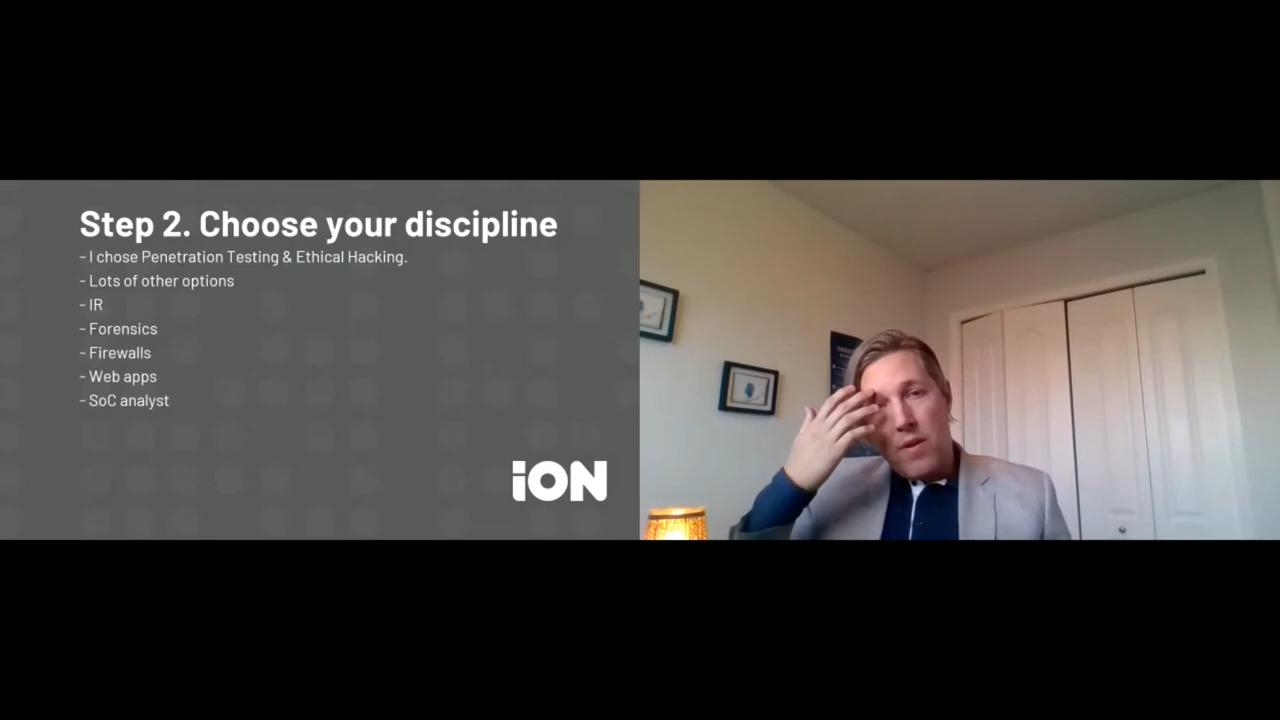 Step 2. Choose your discipline
- I chose Penetration Testing & Ethical Hacking.
- Lots of other options
- IR
- Forensics
- Firewalls
- Web apps
- SoC analyst
iON